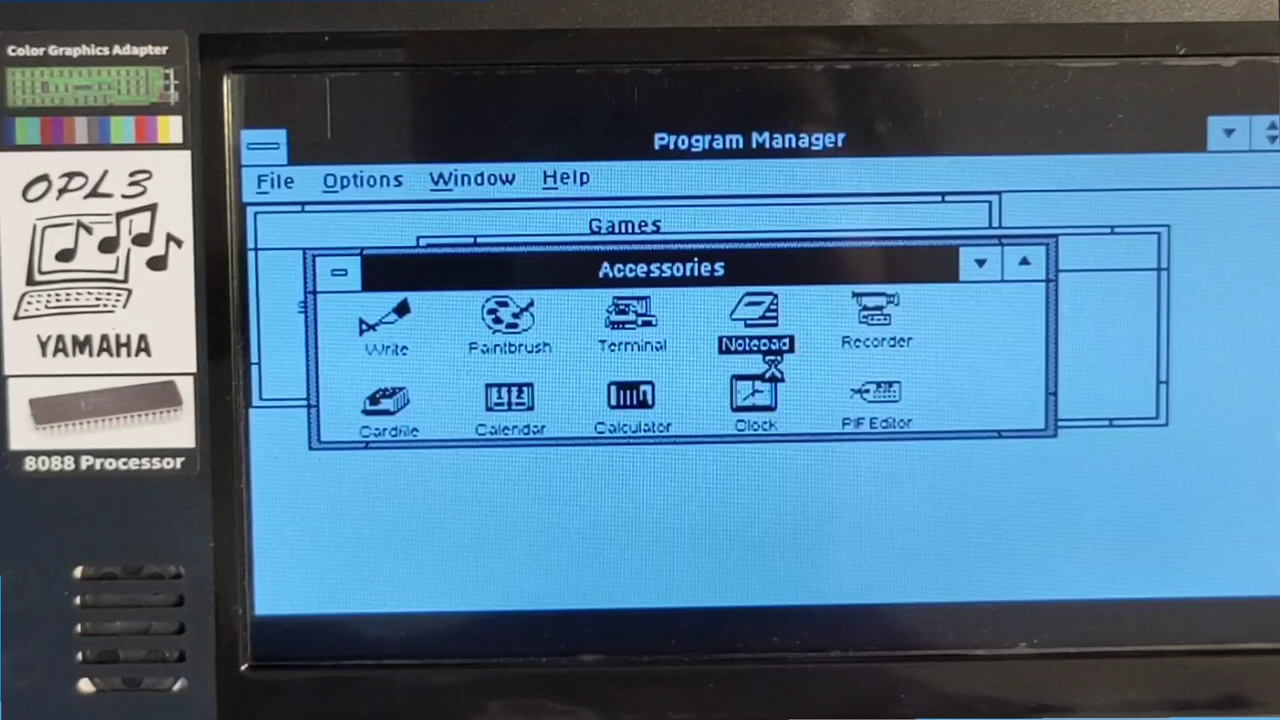 Color Graphics Adapter
OPL3
YAMAHA
8088 Processor
Program Manager
File Options Window Help
Games
Accessories
Write Paintbrush Terminal Notepad Recorder
Cardfile Calendar Calculator Clock PIF Editor